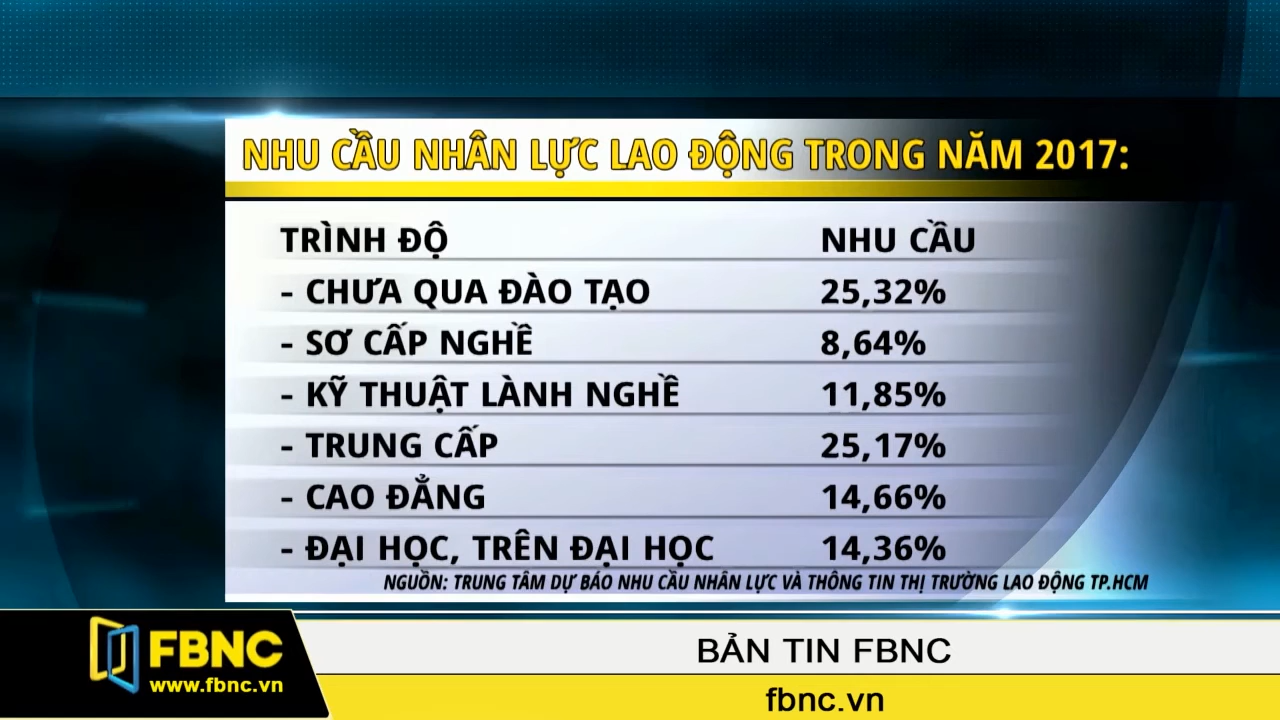 NHU CẦU NHÂN LỰC LAO ĐỘNG TRONG NĂM 2017:
TRÌNH ĐỘ NHU CẦU
- CHƯA QUA ĐÀO TẠO 25,32%
- SƠ CẤP NGHỀ 8,64%
- KỸ THUẬT LÀNH NGHỀ 11,85%
- TRUNG CẤP 25,17%
- CAO ĐẲNG 14,66%
- ĐẠI HỌC, TRÊN ĐẠI HỌC 14,36%
NGUỒN: TRUNG TÂM DỰ BÁO NHU CẦU NHÂN LỰC VÀ THÔNG TIN THỊ TRƯỜNG LAO ĐỘNG TP.HCM
FBNC
www.fbnc.vn
BẢN TIN FBNC
fbnc.vn